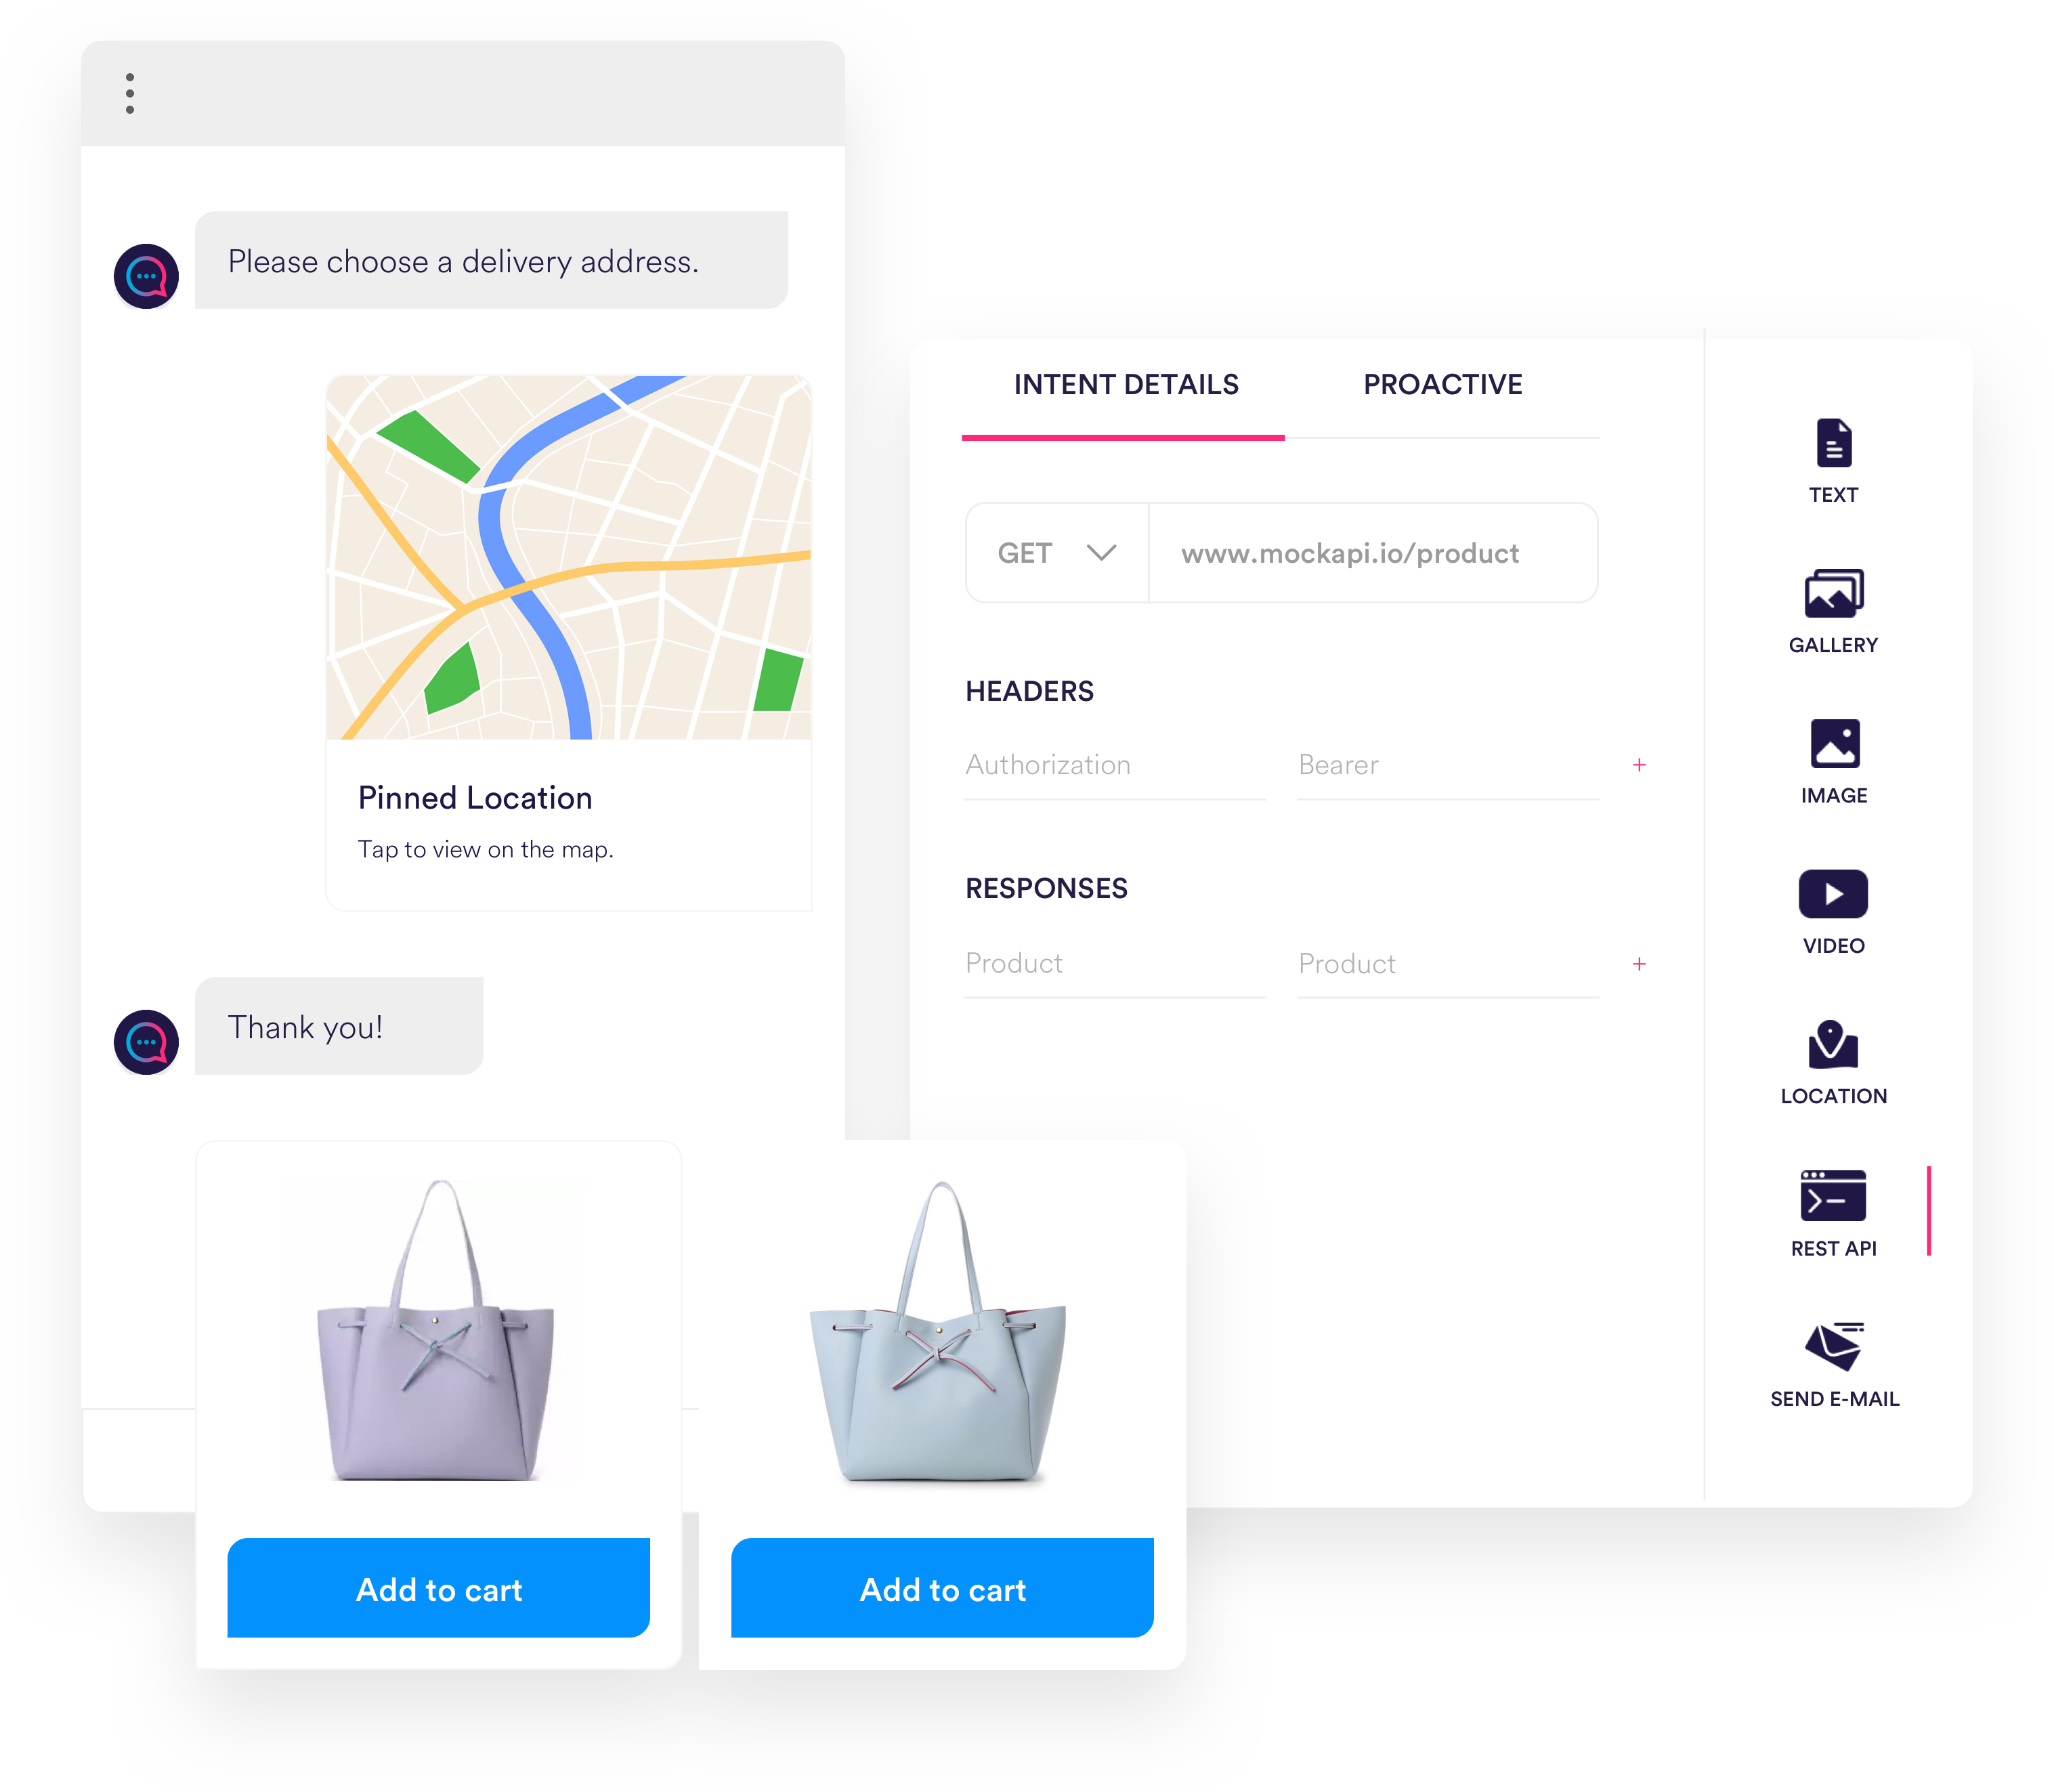 Please choose a delivery address.
Pinned Location
Tap to view on the map.
Thank you!
Add to cart
Add to cart
INTENT DETAILS
PROACTIVE
GET
www.mockapi.io/product
HEADERS
Authorization
Bearer
+
RESPONSES
Product
Product
+
TEXT
GALLERY
IMAGE
VIDEO
LOCATION
REST API
SEND E-MAIL